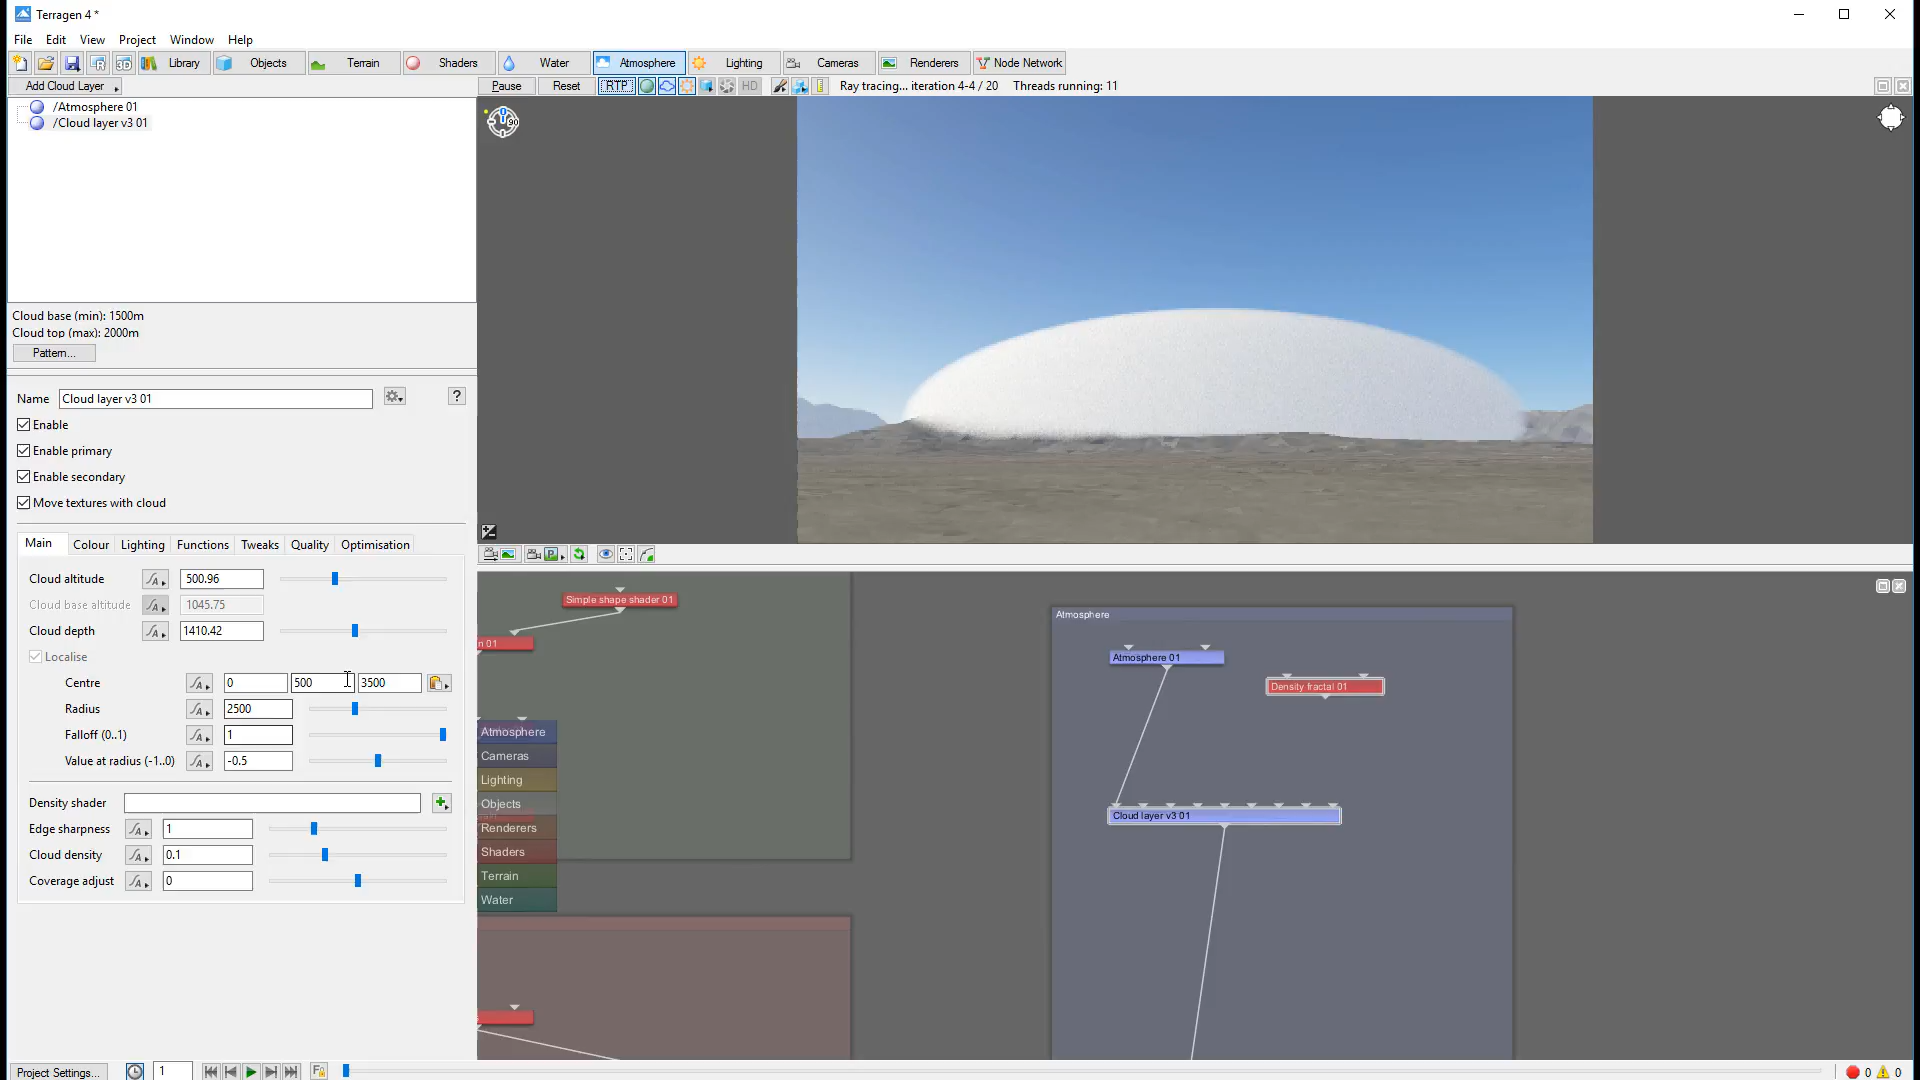 Terragen 4 *
File Edit View Project Window Help
Library Objects Terrain Shaders Water Atmosphere Lighting Cameras Renderers Node Network
Add Cloud Layer
Pause Reset RTP HD Ray tracing... iteration 4-4 / 20 Threads running: 11
/Atmosphere 01
/Cloud layer v3 01
90
Cloud base (min): 1500m
Cloud top (max): 2000m
Pattern...
Name Cloud layer v3 01 ?
Enable
Enable primary
Enable secondary
Move textures with cloud
Main Colour Lighting Functions Tweaks Quality Optimisation
Cloud altitude 500.96
Cloud base altitude 1045.75
Cloud depth 1410.42
Localise
Centre 0 500 3500
Radius 2500
Falloff (0..1) 1
Value at radius (-1..0) -0.5
Density shader
Edge sharpness 1
Cloud density 0.1
Coverage adjust 0
Simple shape shader 01
n 01
Atmosphere
Cameras
Lighting
Objects
Renderers
Shaders
Terrain
Water
Atmosphere
Atmosphere 01
Density fractal 01
Cloud layer v3 01
Project Settings... 1 0 0